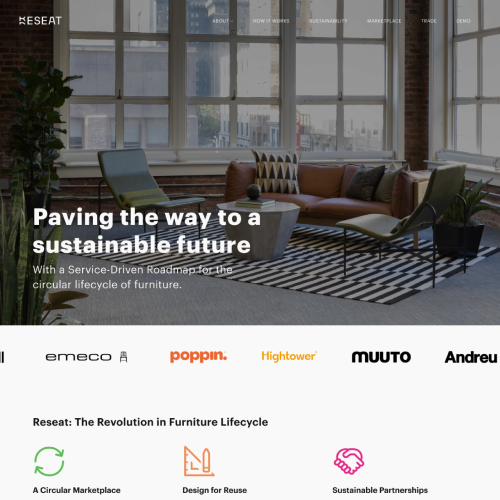 RESEAT
ABOUT
HOW IT WORKS
SUSTAINABILITY
MARKETPLACE
TRADE
DEMO
Paving the way to a
sustainable future
With a Service-Driven Roadmap for the
circular lifecycle of furniture.
emeco
poppin.
Hightower
MUUTO
Andreu
Reseat: The Revolution in Furniture Lifecycle
A Circular Marketplace
Design for Reuse
Sustainable Partnerships